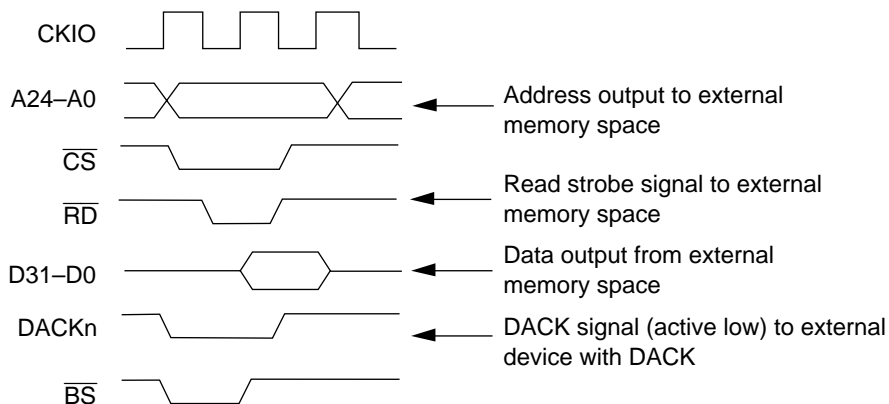 CKIO
A24–A0
Address output to external
memory space
CS
RD
Read strobe signal to external
memory space
D31–D0
Data output from external
memory space
DACKn
DACK signal (active low) to external
device with DACK
BS